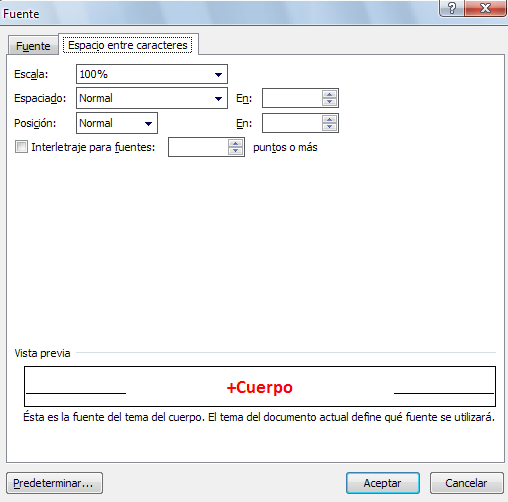 Fuente
Fuente Espacio entre caracteres
Escala: 100%
Espaciado: Normal En:
Posición: Normal En:
Interletraje para fuentes: puntos o más
Vista previa
+Cuerpo
Ésta es la fuente del tema del cuerpo. El tema del documento actual define qué fuente se utilizará.
Predeterminar... Aceptar Cancelar